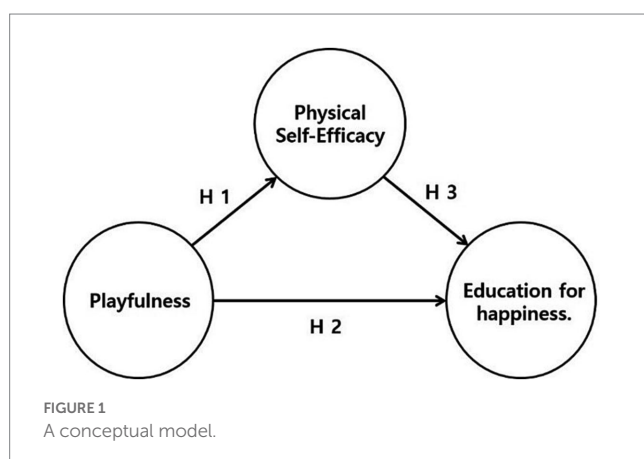 Physical
Self-Efficacy
H 1
H 3
Playfulness
Education for
happiness.
H 2
FIGURE 1
A conceptual model.